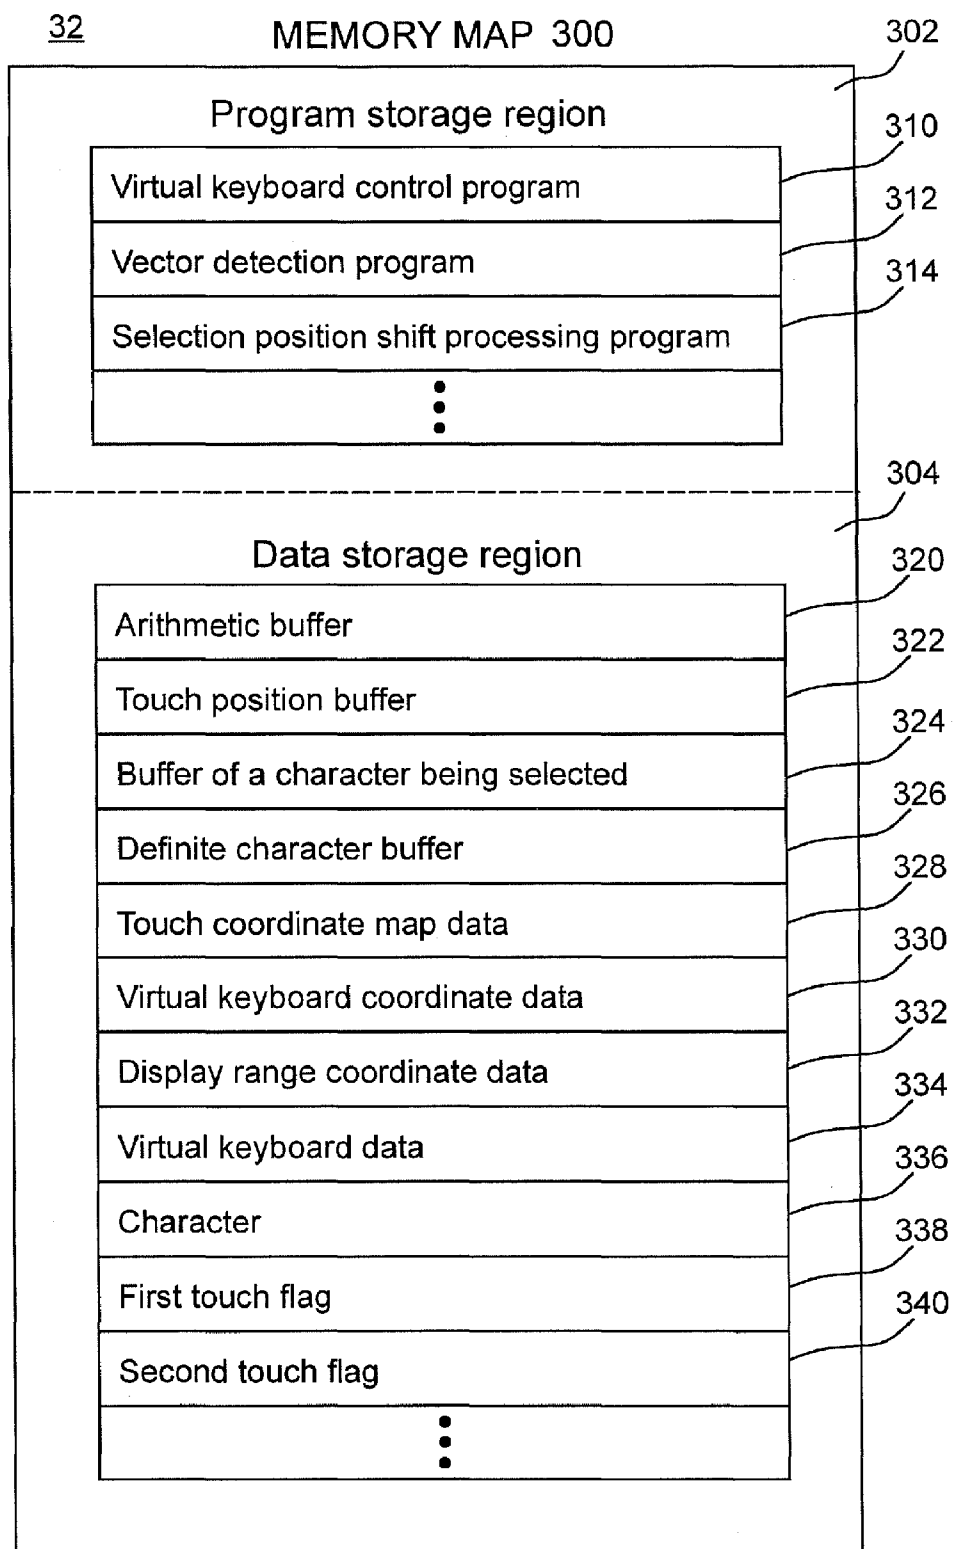 32
MEMORY MAP 300
302
Program storage region
310
Virtual keyboard control program
312
Vector detection program
314
Selection position shift processing program
304
Data storage region
320
Arithmetic buffer
322
Touch position buffer
324
Buffer of a character being selected
326
Definite character buffer
328
Touch coordinate map data
330
Virtual keyboard coordinate data
332
Display range coordinate data
334
Virtual keyboard data
336
Character
338
First touch flag
340
Second touch flag